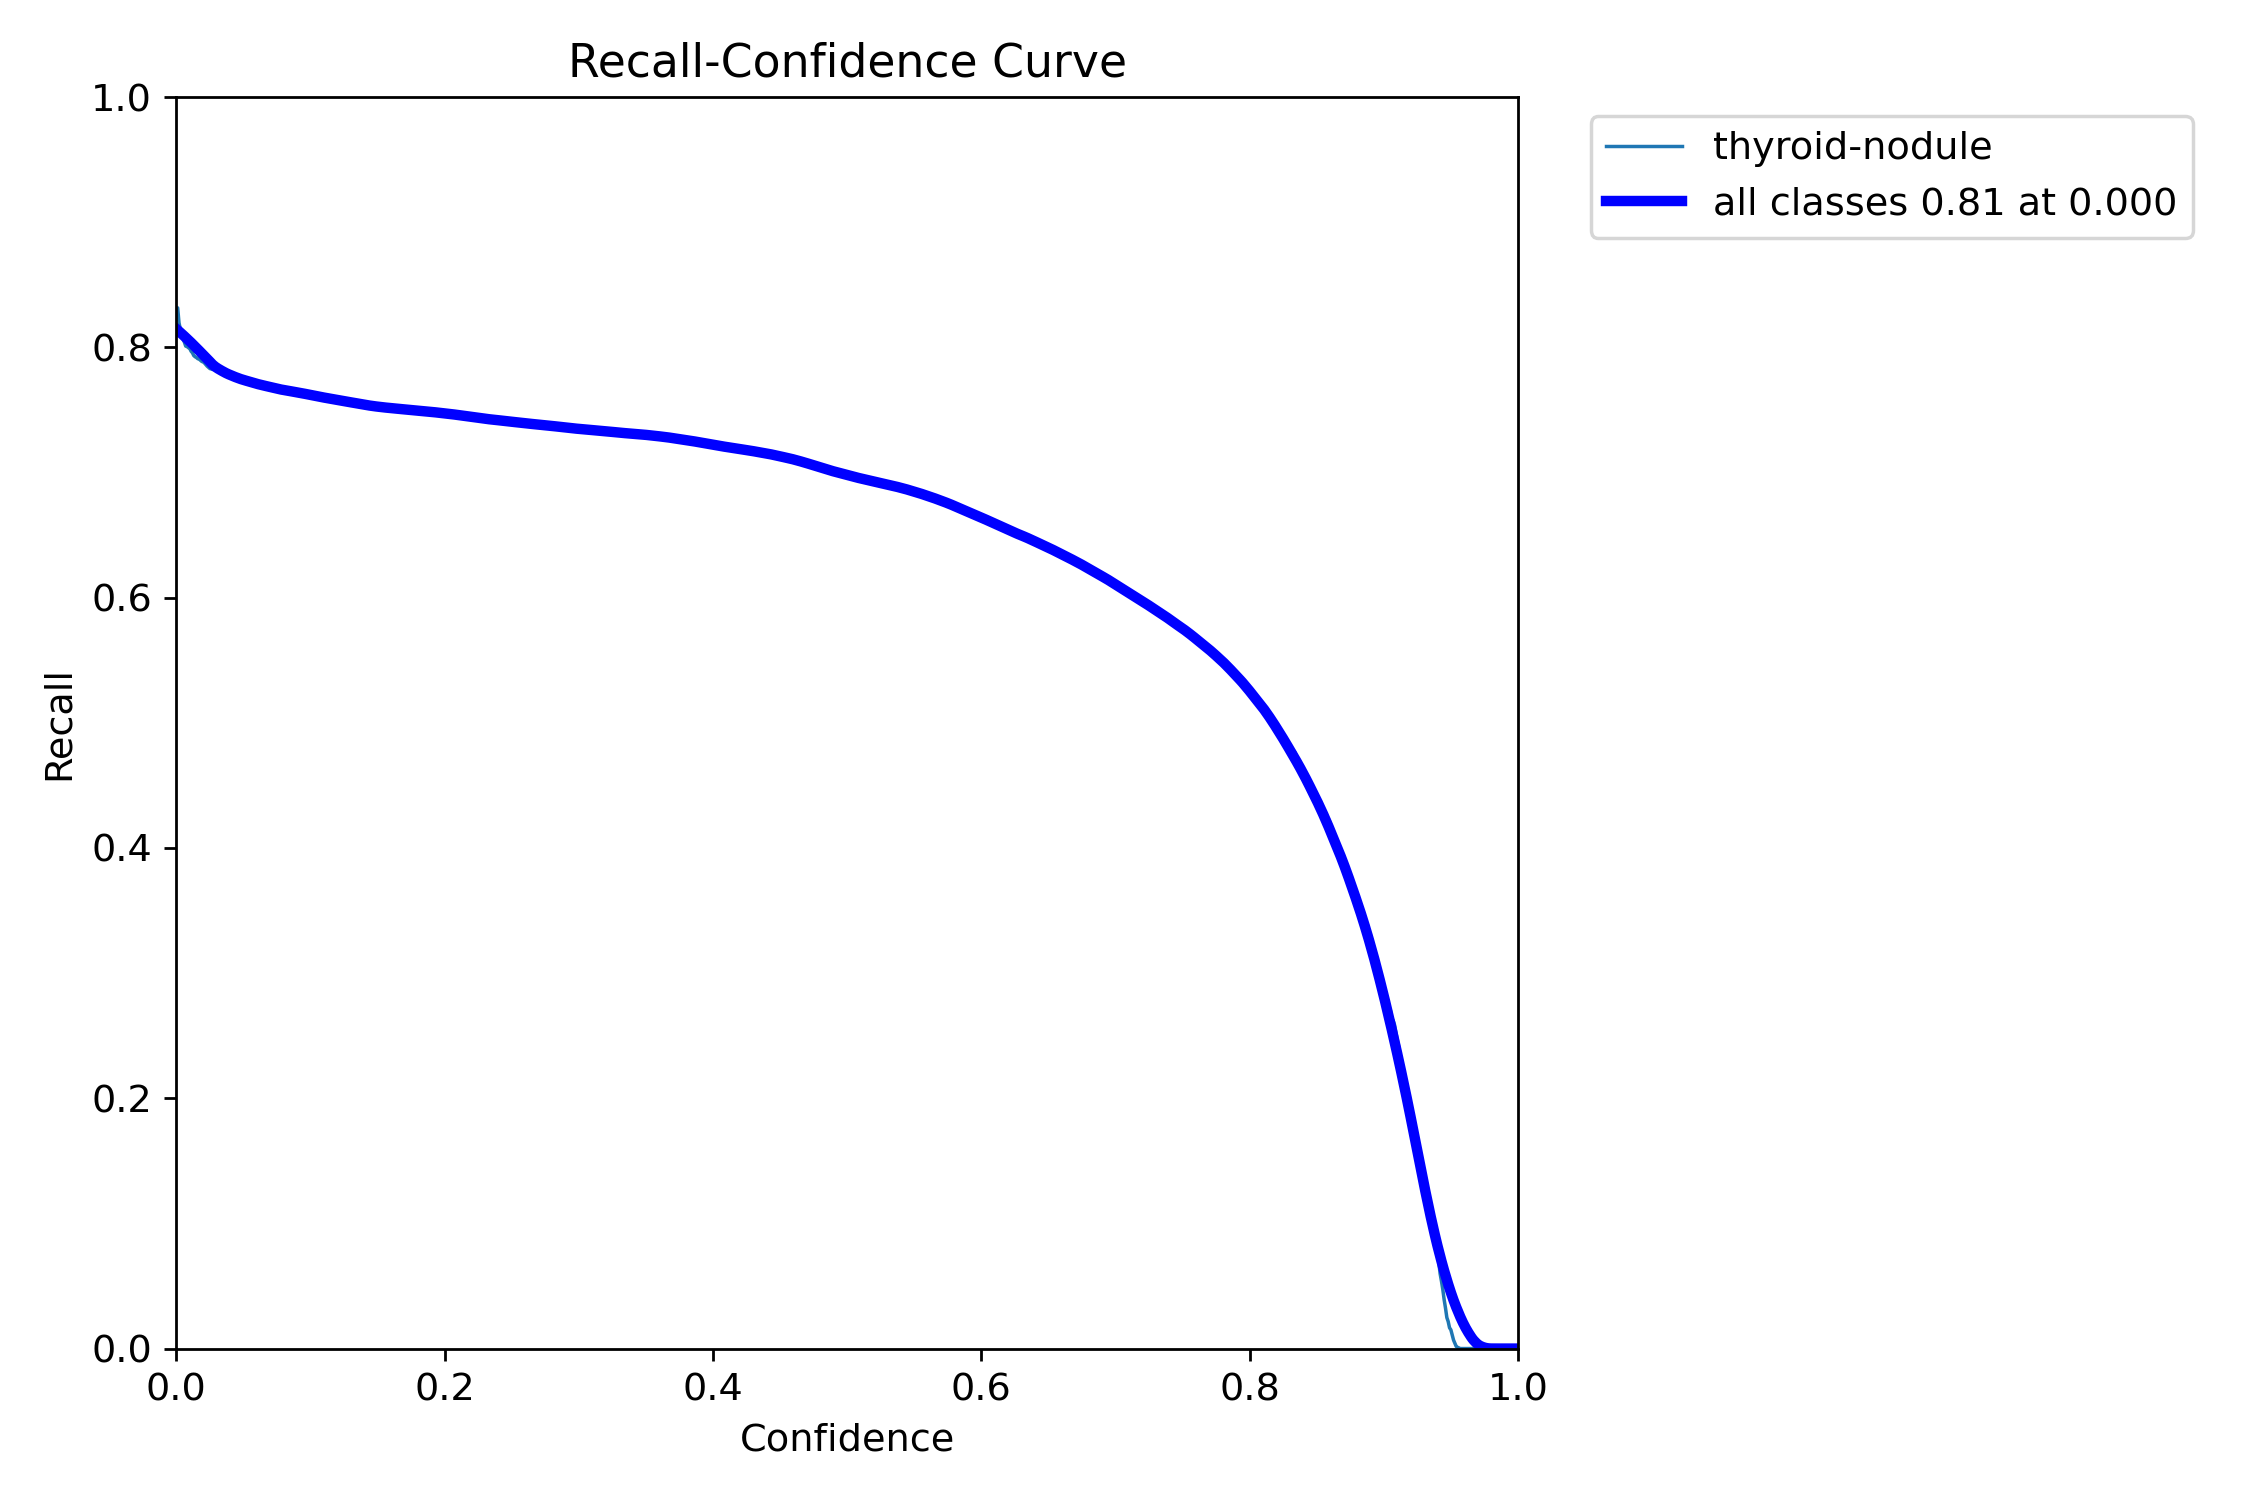 Recall-Confidence Curve
1.0
0.8
0.6
0.4
0.2
0.0
Recall
0.0 0.2 0.4 0.6 0.8 1.0
Confidence
thyroid-nodule
all classes 0.81 at 0.000